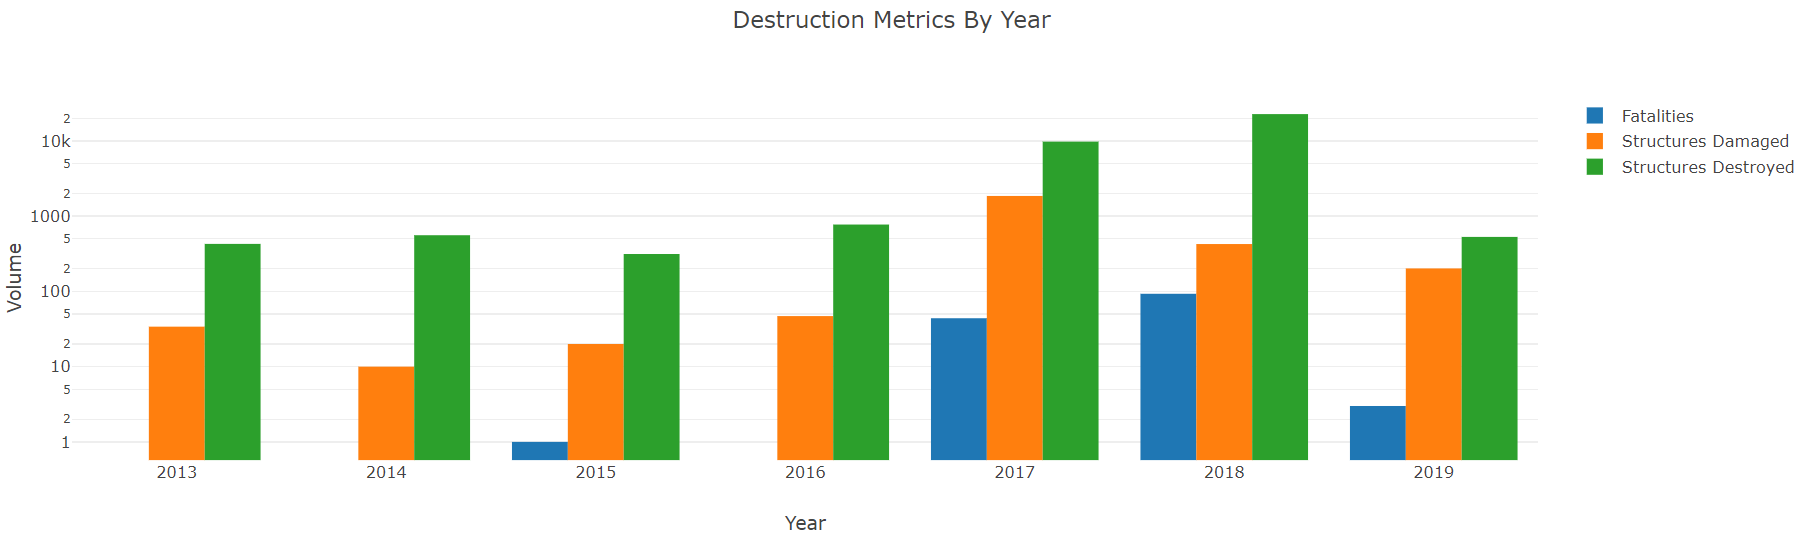 Destruction Metrics By Year
2
10k
5
2
1000
5
2
100
5
2
10
5
2
1
Volume
2013 2014 2015 2016 2017 2018 2019
Year
Fatalities
Structures Damaged
Structures Destroyed